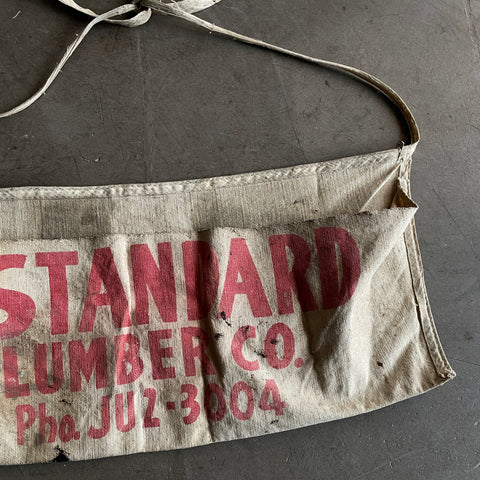 STANDARD
LUMBER CO.
Pho. JU2-3004